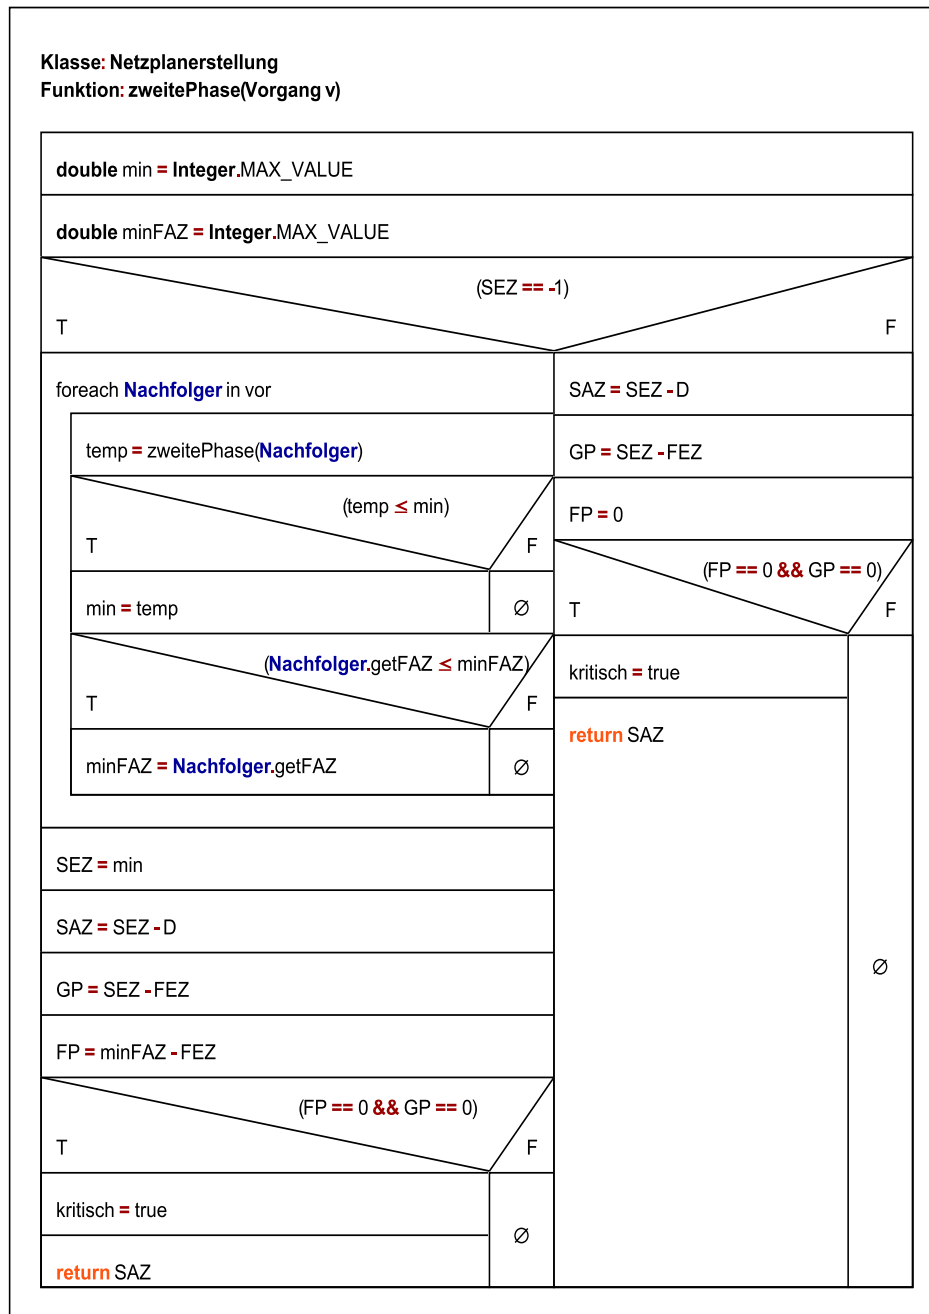 Klasse: Netzplanerstellung
Funktion: zweitePhase(Vorgang v)
double min = Integer.MAX_VALUE
double minFAZ = Integer.MAX_VALUE
(SEZ == -1)
T
F
foreach Nachfolger in vor
temp = zweitePhase(Nachfolger)
(temp ≤ min)
T
F
min = temp
∅
(Nachfolger.getFAZ ≤ minFAZ)
T
F
minFAZ = Nachfolger.getFAZ
∅
SEZ = min
SAZ = SEZ - D
GP = SEZ - FEZ
FP = minFAZ - FEZ
(FP == 0 && GP == 0)
T
F
kritisch = true
return SAZ
∅
SAZ = SEZ - D
GP = SEZ - FEZ
FP = 0
(FP == 0 && GP == 0)
T
F
kritisch = true
return SAZ
∅